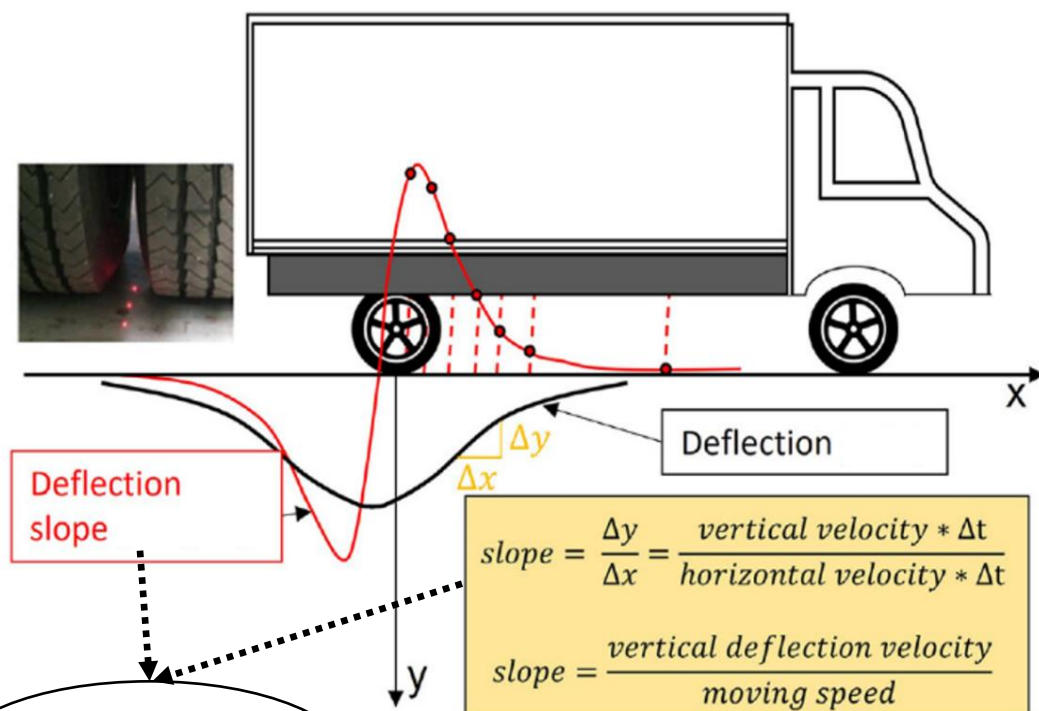 x
Deflection
Δy
Δx
Deflection
slope
slope = Δy/Δx = vertical velocity * Δt/horizontal velocity * Δt
slope = vertical deflection velocity/moving speed
y